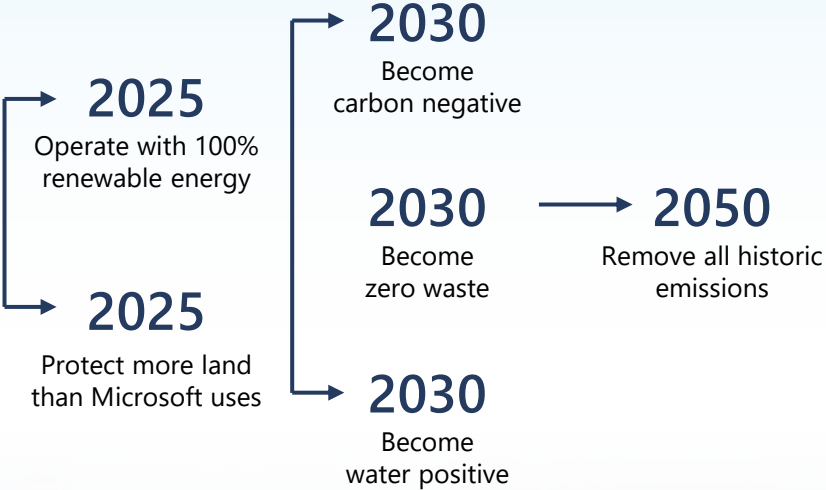 2025
Operate with 100%
renewable energy
2025
Protect more land
than Microsoft uses
2030
Become
carbon negative
2030
Become
zero waste
2030
Become
water positive
2050
Remove all historic
emissions